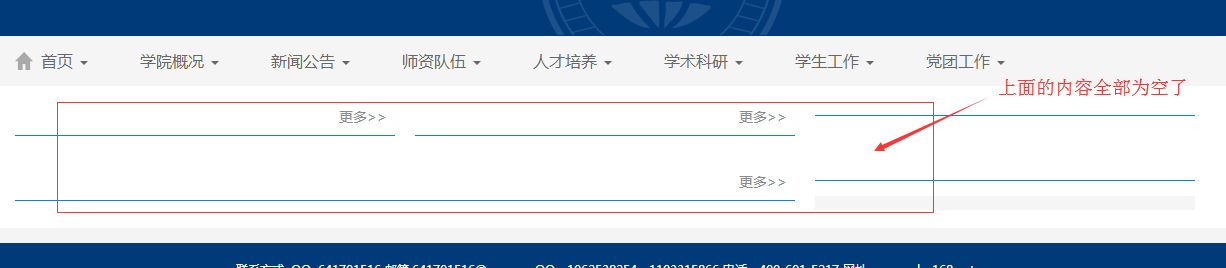 首页 学院概况 新闻公告 师资队伍 人才培养 学术科研 学生工作 党团工作
上面的内容全部为空了
更多>> 更多>>
更多>>